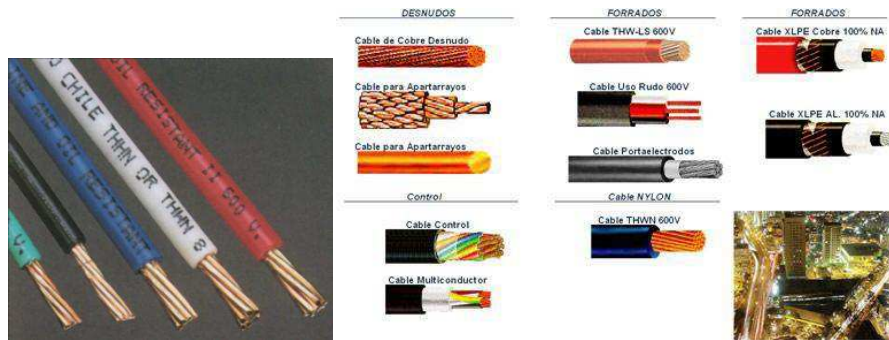 OIL RESISTANT II 600 V.
CHILE THHN OR THWN 8
AND OIL RESISTANT
V.
DESNUDOS
Cable de Cobre Desnudo
Cable para Apartarrayos
Cable para Apartarrayos
Control
Cable Control
Cable Multiconductor
FORRADOS
Cable THW-LS 600V
Cable Uso Rudo 600V
Cable Portaelectrodos
Cable NYLON
Cable THWN 600V
FORRADOS
Cable XLPE Cobre 100% NA
Cable XLPE AL. 100% NA